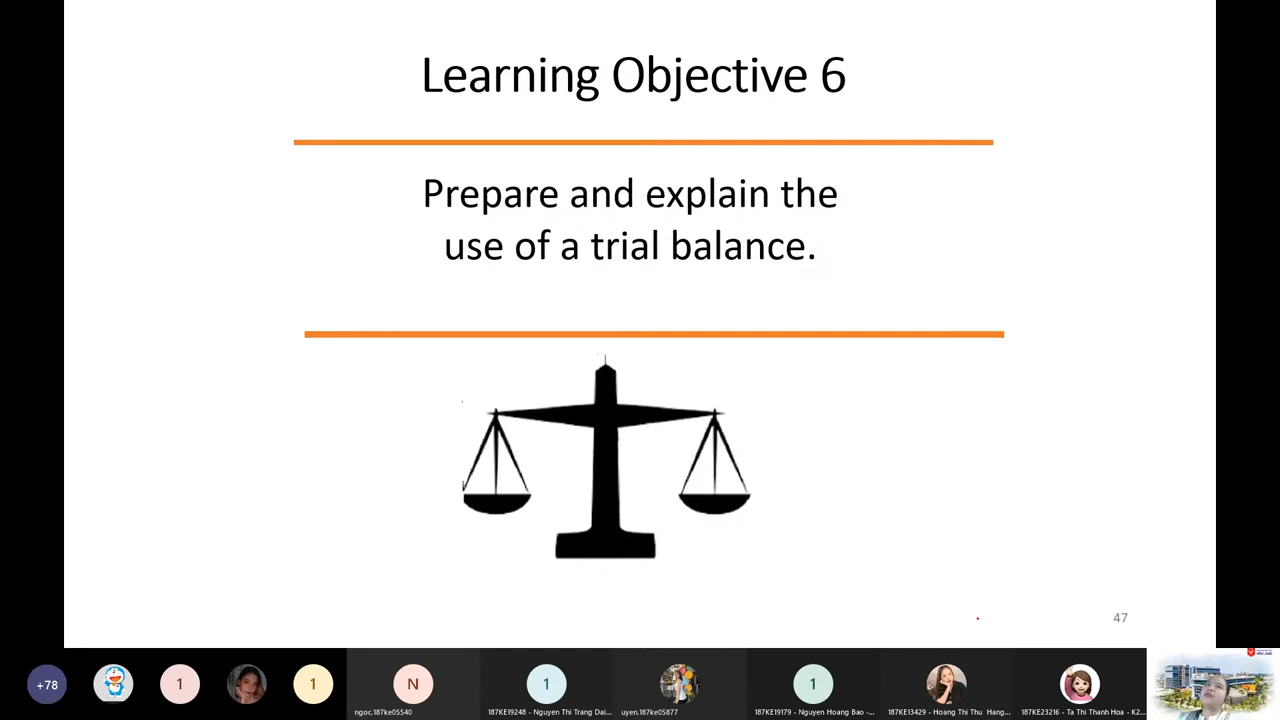 Learning Objective 6
Prepare and explain the
use of a trial balance.
47
+78
1
1
N
1
1
ngoc.187ke05540
187KE19248 - Nguyen Thi Trang Dai...
uyen.187ke05877
187KE19179 - Nguyen Hoang Bao -...
187KE13429 - Hoang Thi Thu Hang...
187KE23216 - Ta Thi Thanh Hoa - K2...